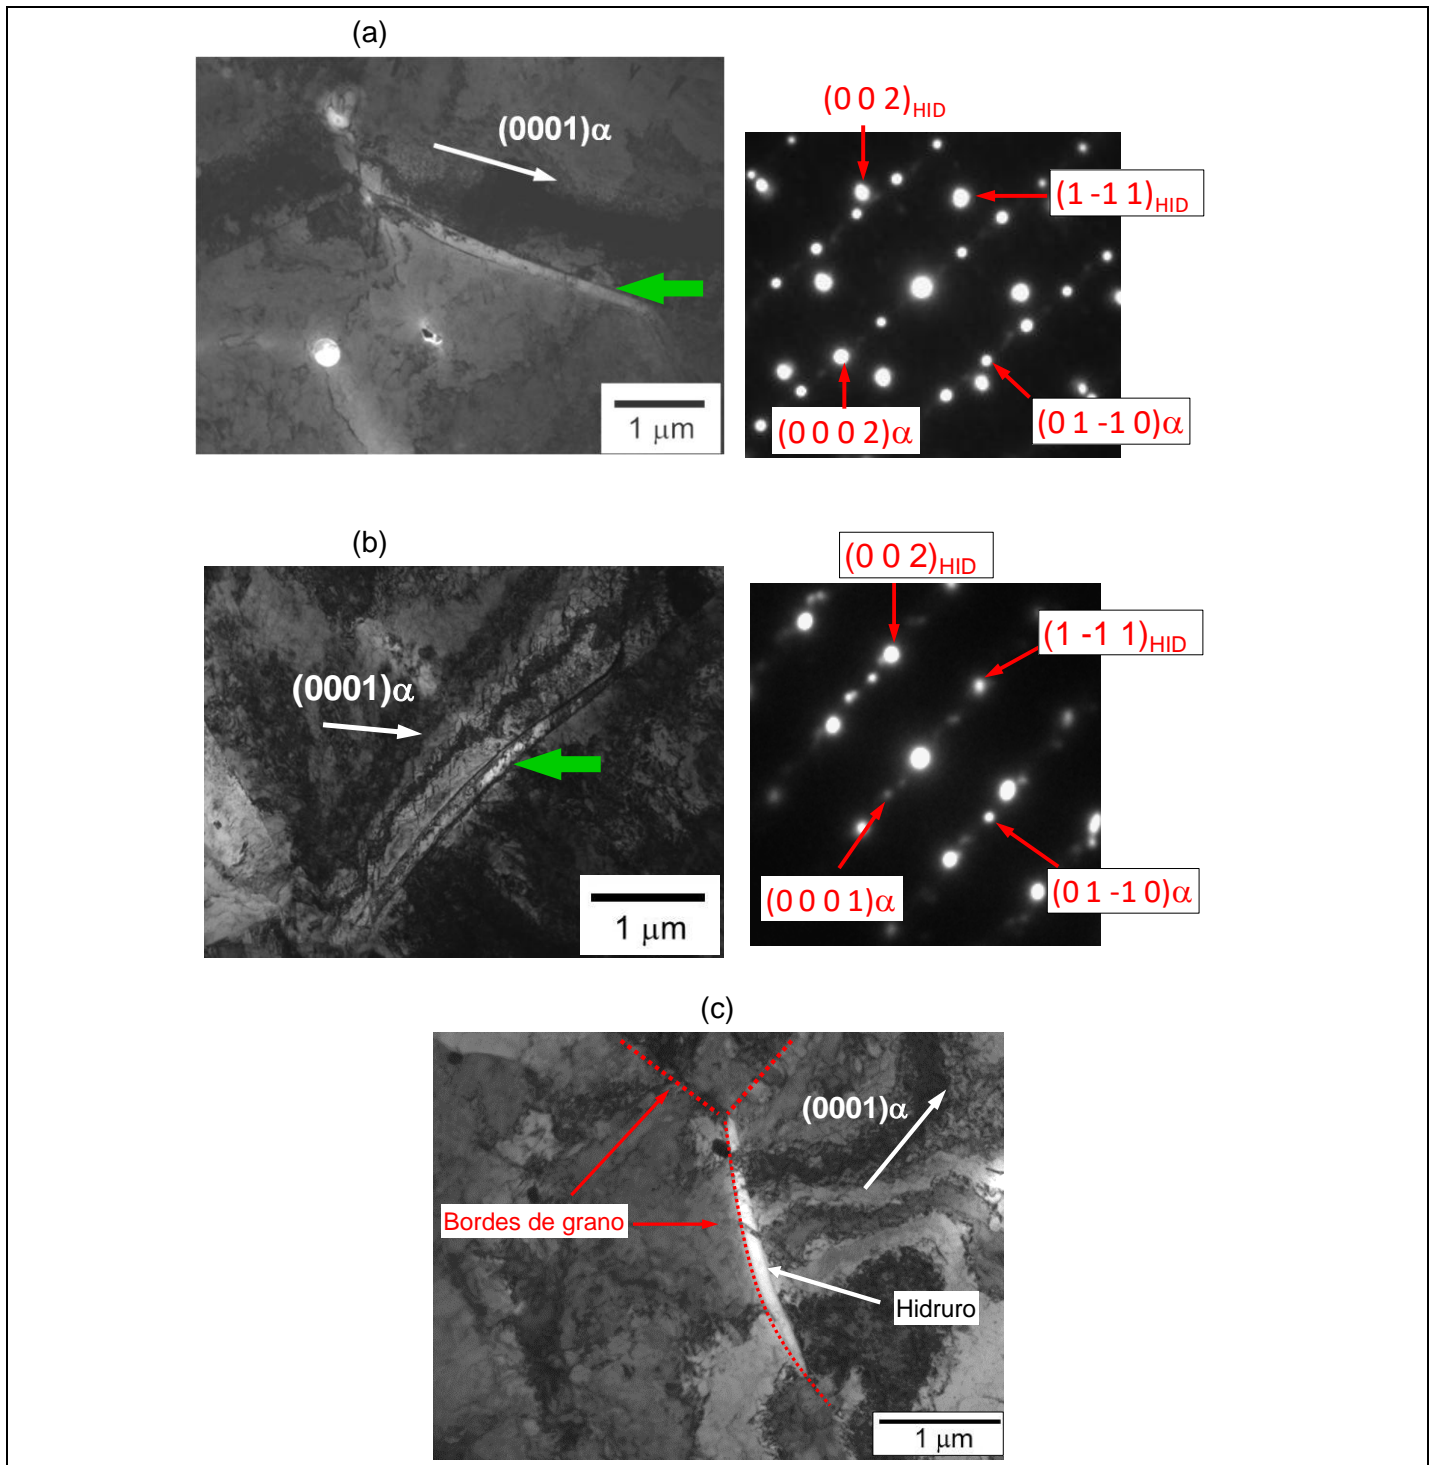 (a)
(0001)α
1 μm
(0 0 2)HID
(1 -1 1)HID
(0 0 0 2)α
(0 1 -1 0)α
(b)
(0001)α
1 μm
(0 0 2)HID
(1 -1 1)HID
(0 0 0 1)α
(0 1 -1 0)α
(c)
(0001)α
Bordes de grano
Hidruro
1 μm